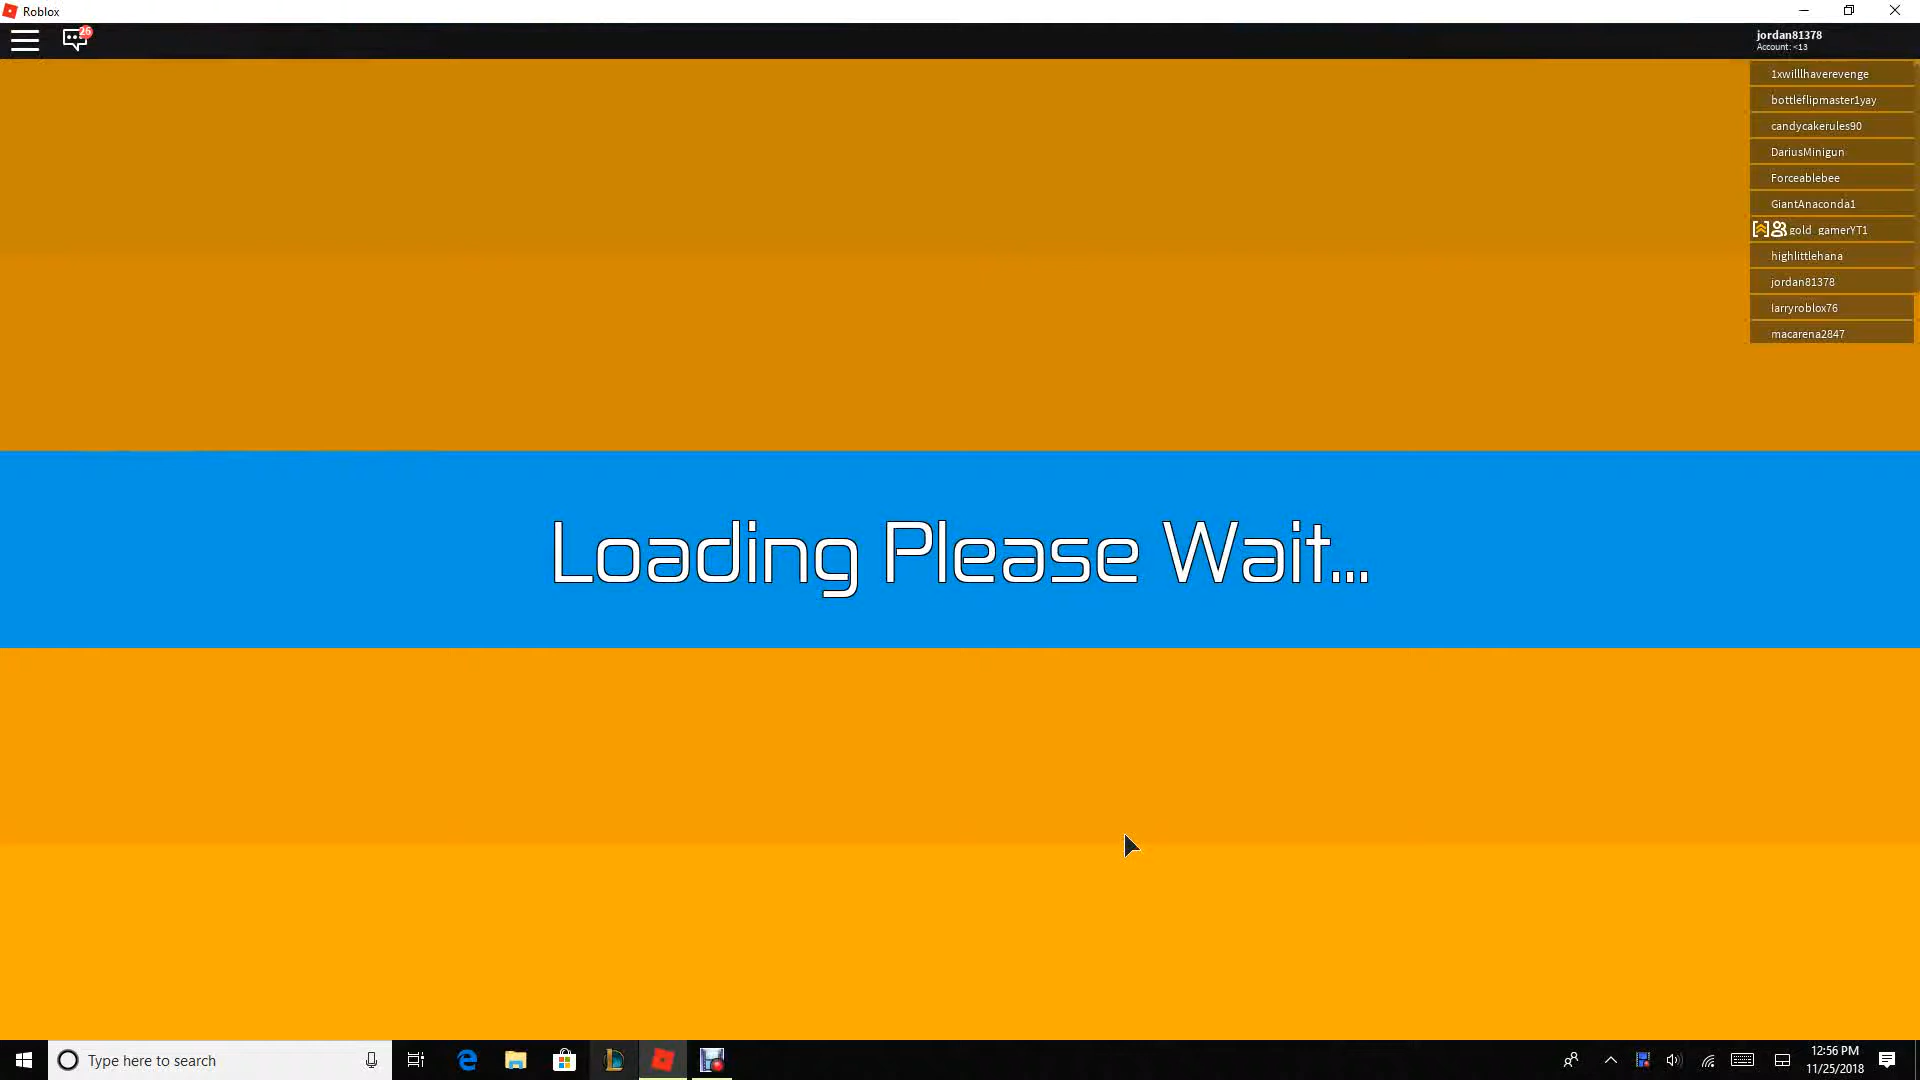 Roblox
26
jordan81378
Account: <13
1xwillhaverevenge
bottleflipmaster1yay
candycakerules90
DariusMinigun
Forceablebee
GiantAnaconda1
gold_gamerYT1
highlittlehana
jordan81378
larryroblox76
macarena2847
Loading Please Wait...
Type here to search
12:56 PM
11/25/2018